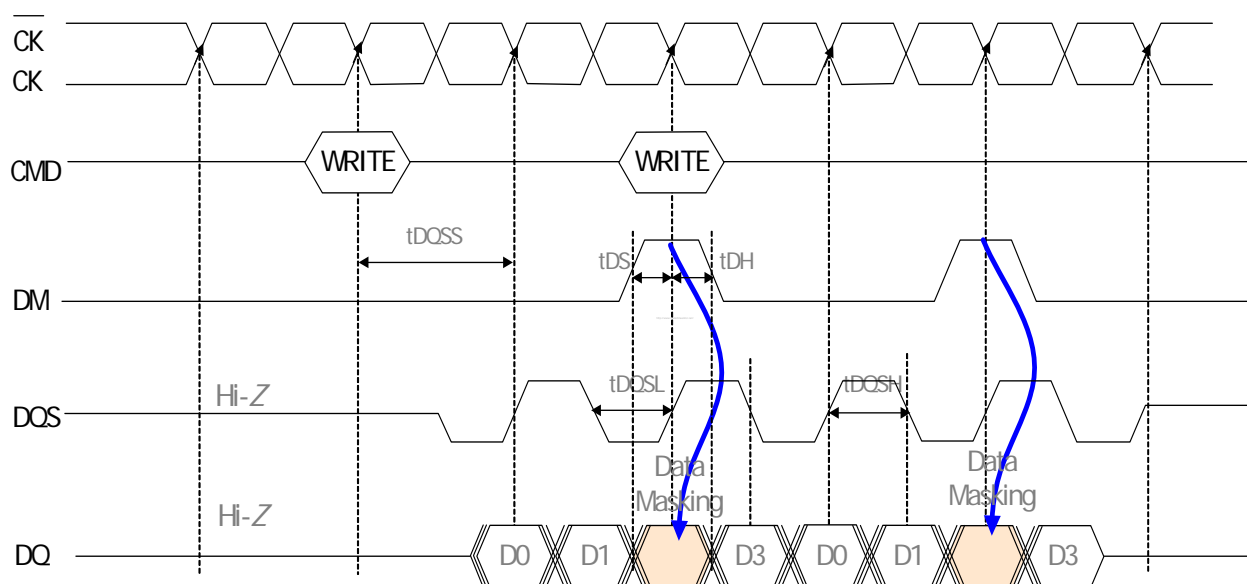 CK
CK
CMD
WRITE
WRITE
tDQSS
tDS
tDH
DM
Hi-Z
tDQSL
tDQSH
DQS
Data
Masking
Data
Masking
Hi-Z
DQ
D0
D1
D3
D0
D1
D3